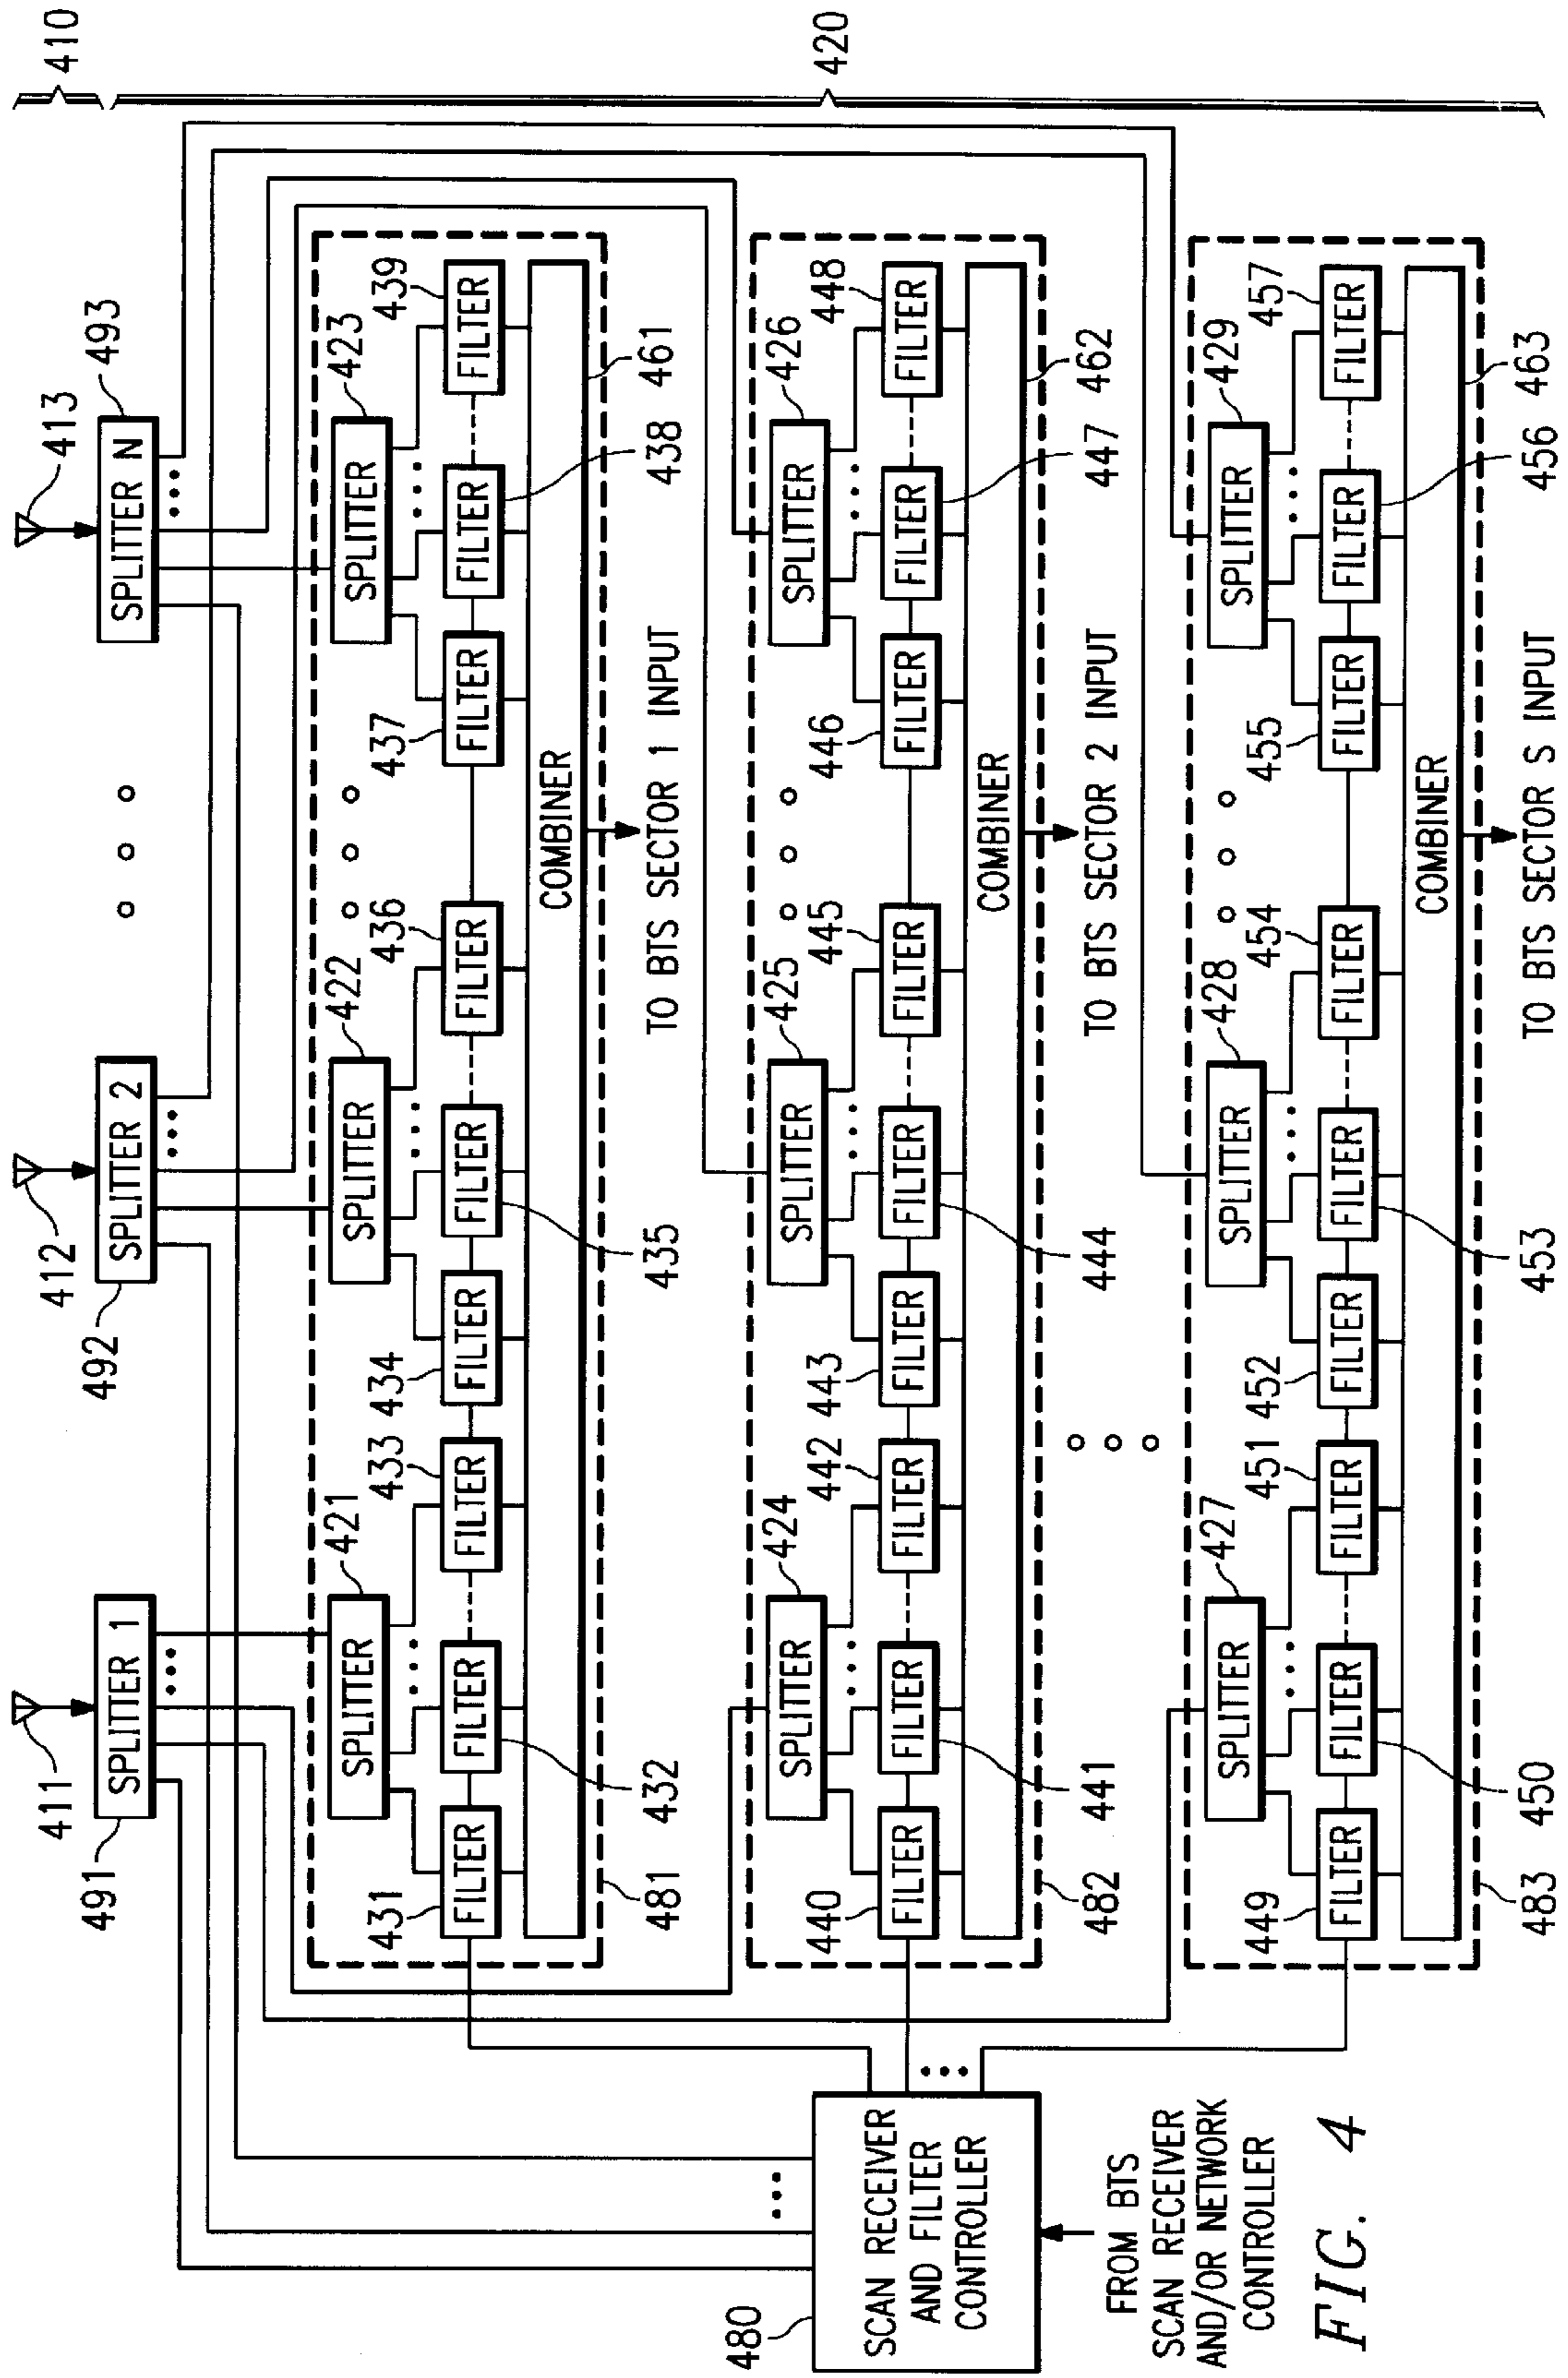 410
420
411
412
413
491
SPLITTER 1
492
SPLITTER 2
SPLITTER N
493
421
422
423
SPLITTER
SPLITTER
SPLITTER
431
433
434
436
437
439
FILTER
FILTER
FILTER
FILTER
FILTER
FILTER
FILTER
FILTER
FILTER
COMBINER
481
432
435
438
461
TO BTS SECTOR 1 INPUT
424
425
426
SPLITTER
SPLITTER
SPLITTER
440
442
443
445
446
448
FILTER
FILTER
FILTER
FILTER
FILTER
FILTER
FILTER
FILTER
FILTER
COMBINER
482
441
444
447
462
TO BTS SECTOR 2 INPUT
427
428
429
SPLITTER
SPLITTER
SPLITTER
449
451
452
454
455
457
FILTER
FILTER
FILTER
FILTER
FILTER
FILTER
FILTER
FILTER
FILTER
COMBINER
483
450
453
456
463
TO BTS SECTOR S INPUT
480
SCAN RECEIVER
AND FILTER
CONTROLLER
FROM BTS
SCAN RECEIVER
AND/OR NETWORK
CONTROLLER
FIG. 4